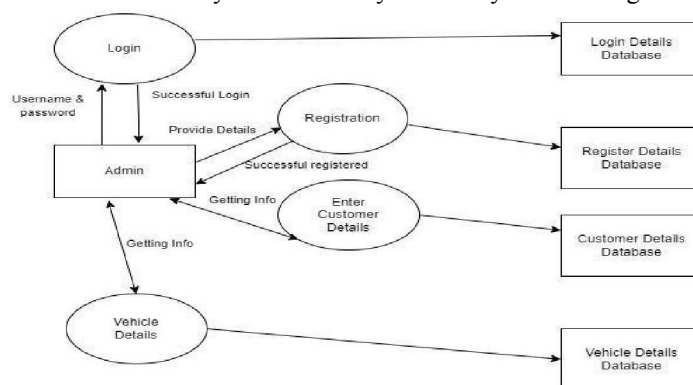 Login
Login Details
Database
Username &
password
Successful Login
Provide Details
Registration
Register Details
Database
Admin
Successful registered
Getting Info
Enter
Customer
Details
Customer Details
Database
Getting Info
Vehicle
Details
Vehicle Details
Database